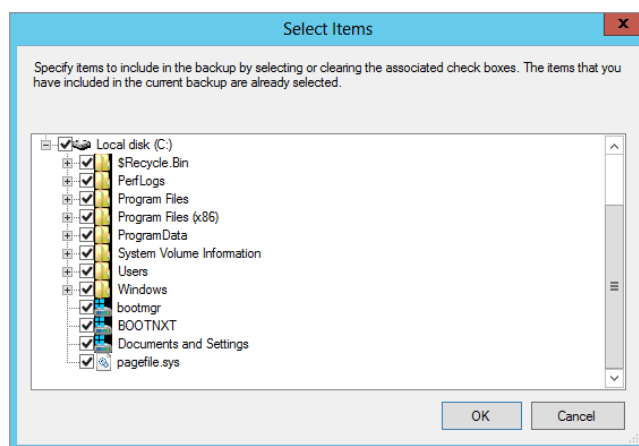 Select Items
x
Specify items to include in the backup by selecting or clearing the associated check boxes. The items that you
have included in the current backup are already selected.
Local disk (C:)
$Recycle.Bin
PerfLogs
Program Files
Program Files (x86)
ProgramData
System Volume Information
Users
Windows
bootmgr
BOOTNXT
Documents and Settings
pagefile.sys
OK Cancel